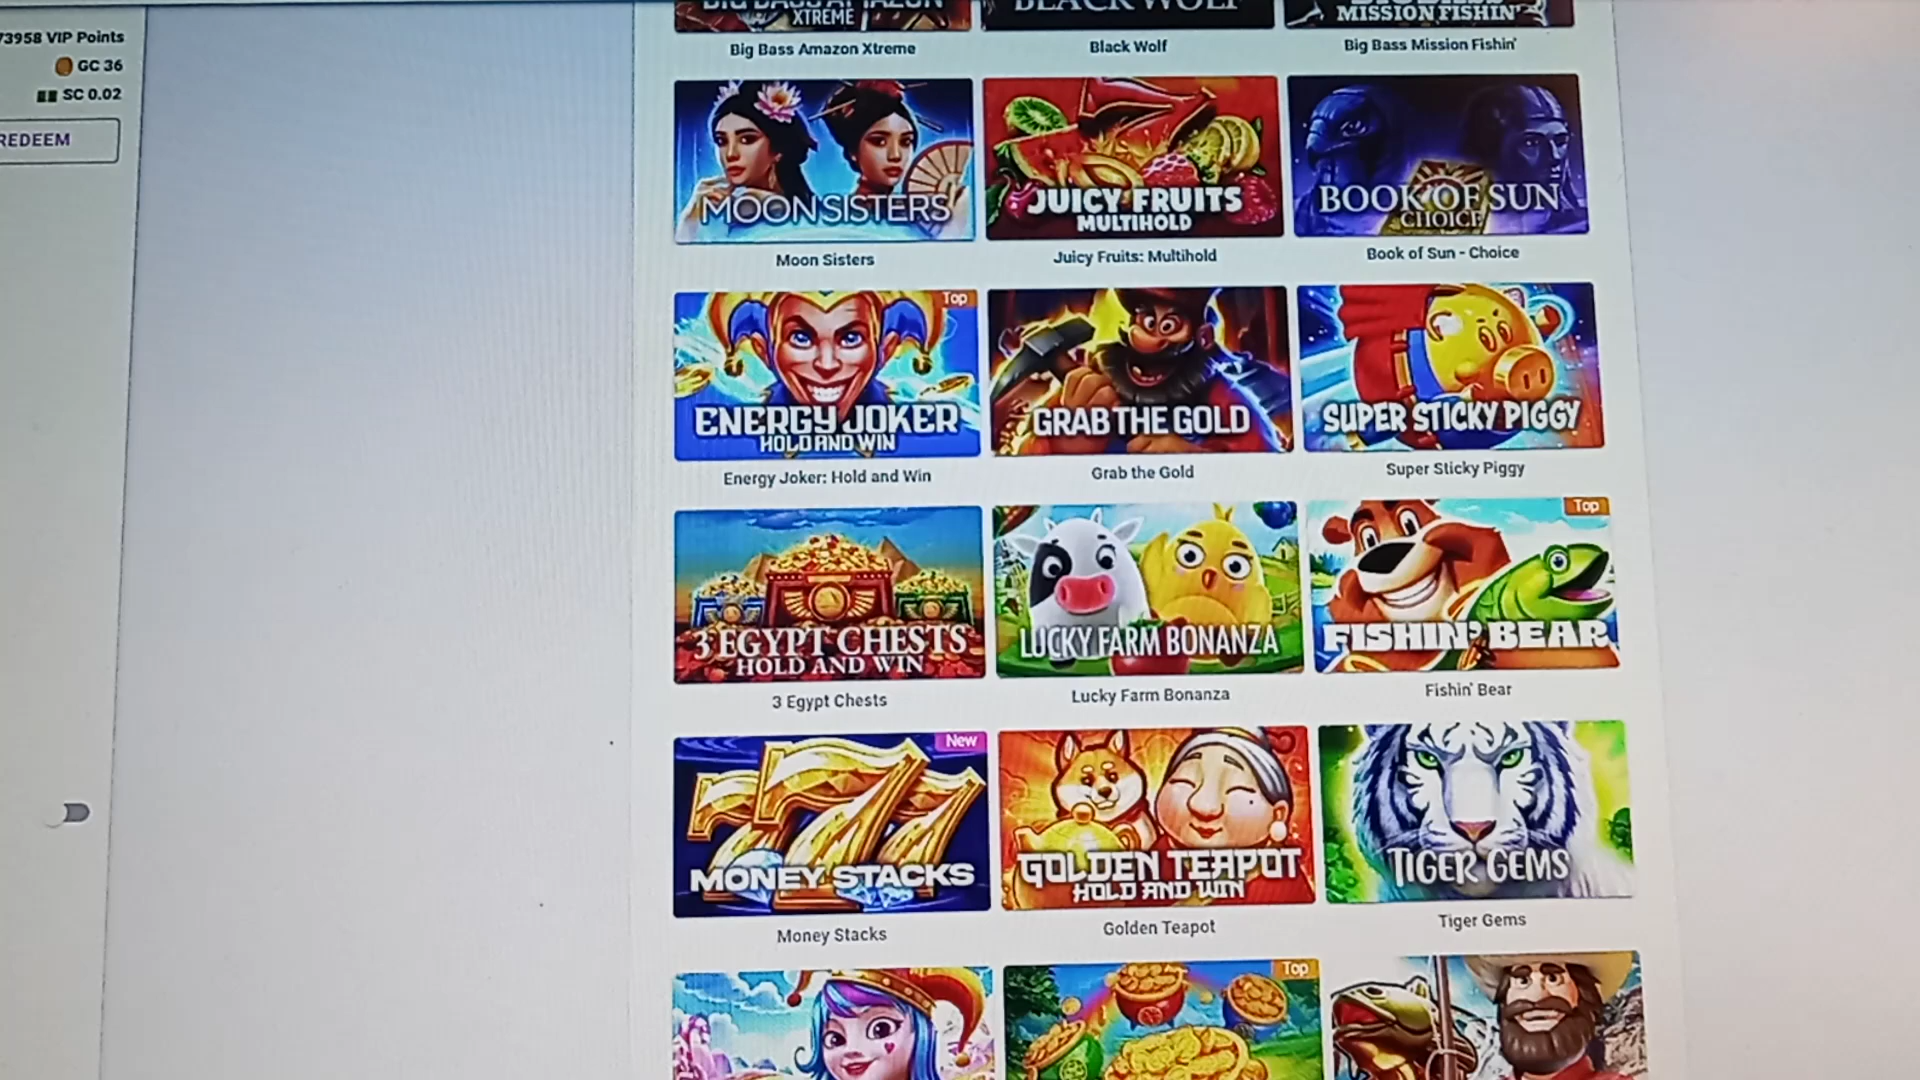 73958 VIP Points
GC 36
SC 0.02
REDEEM
XTREME
BLACK WOLF
MISSION FISHIN'
Big Bass Amazon Xtreme
Black Wolf
Big Bass Mission Fishin'
MOON SISTERS
JUICY FRUITS
MULTIHOLD
BOOK OF SUN
CHOICE
Moon Sisters
Juicy Fruits: Multihold
Book of Sun - Choice
Top
ENERGY JOKER
HOLD AND WIN
GRAB THE GOLD
SUPER STICKY PIGGY
Energy Joker: Hold and Win
Grab the Gold
Super Sticky Piggy
Top
3 EGYPT CHESTS
HOLD AND WIN
LUCKY FARM BONANZA
FISHIN' BEAR
3 Egypt Chests
Lucky Farm Bonanza
Fishin' Bear
New
777
MONEY STACKS
GOLDEN TEAPOT
HOLD AND WIN
TIGER GEMS
Money Stacks
Golden Teapot
Tiger Gems
Top